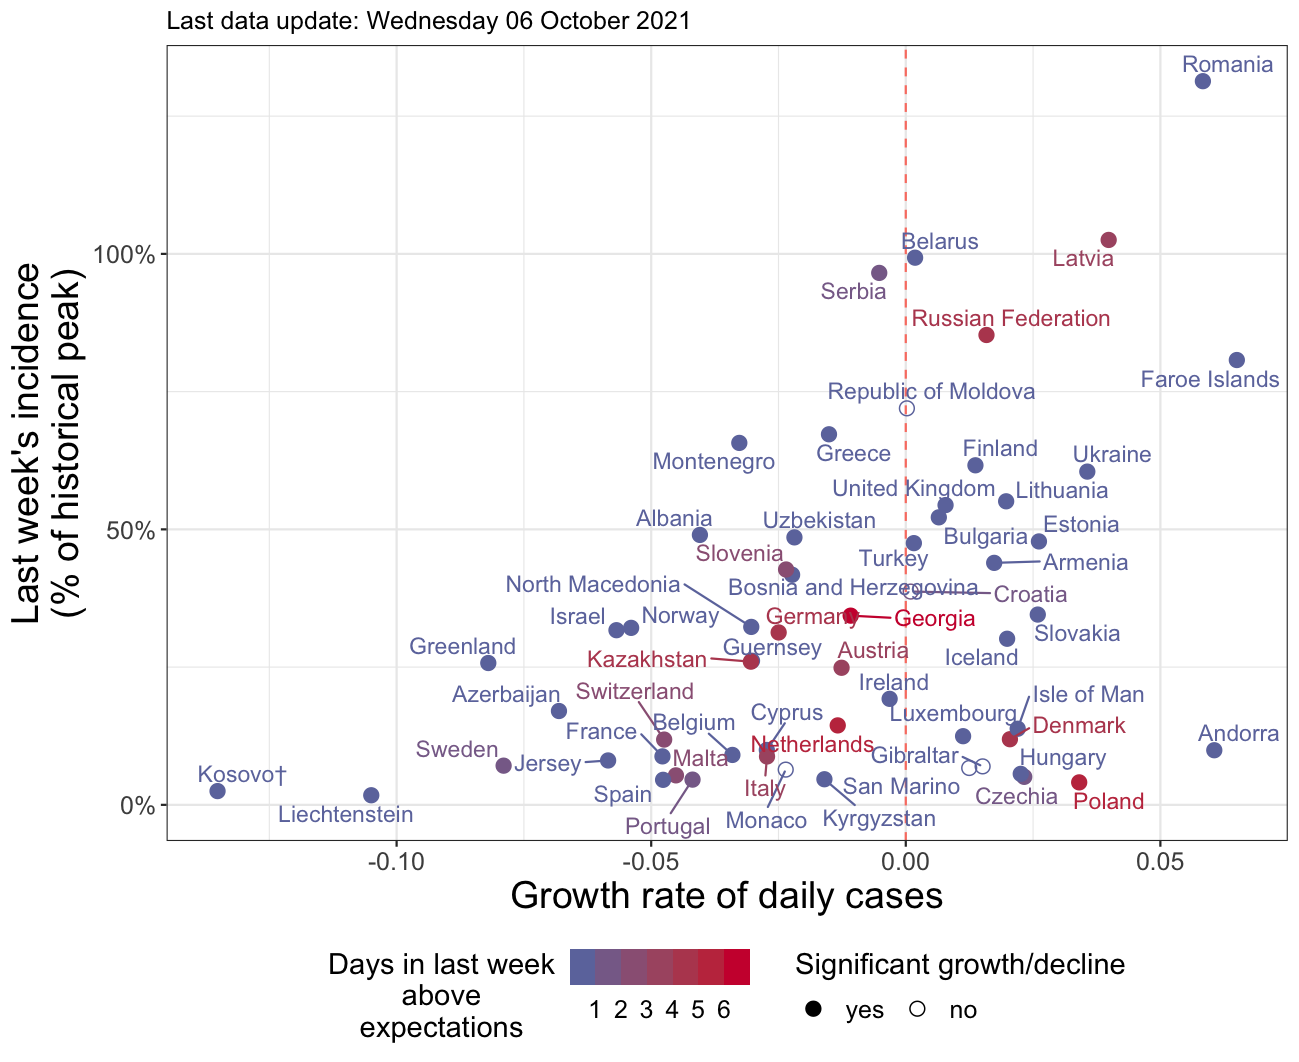 Last data update: Wednesday 06 October 2021
Last week's incidence
(% of historical peak)
100%
50%
0%
Romania
Belarus
Latvia
Serbia
Russian Federation
Faroe Islands
Republic of Moldova
Montenegro
Greece
Finland
Ukraine
United Kingdom
Lithuania
Albania
Uzbekistan
Bulgaria
Estonia
Slovenia
Turkey
Armenia
North Macedonia
Bosnia and Herzegovina
Croatia
Israel
Norway
Germany
Georgia
Slovakia
Greenland
Guernsey
Kazakhstan
Austria
Iceland
Azerbaijan
Switzerland
Ireland
Isle of Man
France
Belgium
Cyprus
Luxembourg
Denmark
Andorra
Sweden
Jersey
Malta
Netherlands
Gibraltar
Hungary
Kosovo†
Spain
Italy
San Marino
Czechia
Poland
Liechtenstein
Portugal
Monaco
Kyrgyzstan
-0.10
-0.05
0.00
0.05
Growth rate of daily cases
Days in last week
above
expectations
1 2 3 4 5 6
Significant growth/decline
yes
no